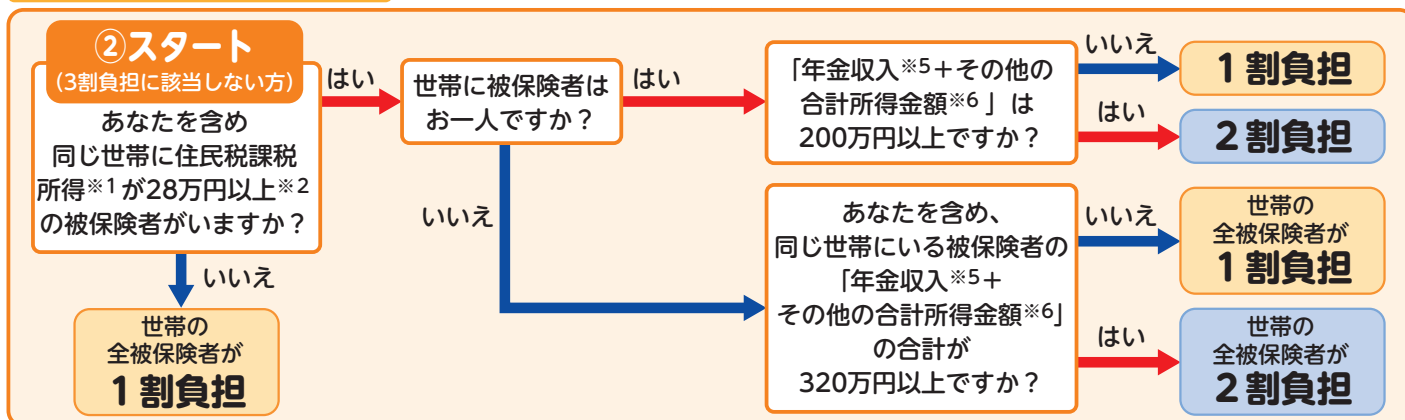 ②スタート
(3割負担に該当しない方)
あなたを含め
同じ世帯に住民税課税
所得※1が28万円以上※2
の被保険者がいますか?
はい
いいえ
世帯の
全被保険者が
1割負担
世帯に被保険者は
お一人ですか?
はい
いいえ
「年金収入※5+その他の
合計所得金額※6」は
200万円以上ですか?
いいえ
1割負担
はい
2割負担
あなたを含め、
同じ世帯にいる被保険者の
「年金収入※5+
その他の合計所得金額※6」
の合計が
320万円以上ですか?
いいえ
世帯の
全被保険者が
1割負担
はい
世帯の
全被保険者が
2割負担